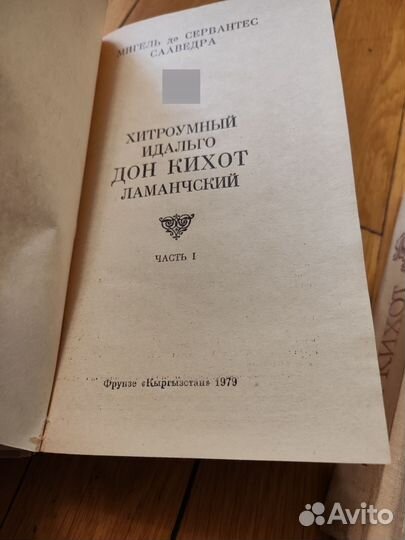 МИГЕЛЬ де СЕРВАНТЕС
СААВЕДРА
ХИТРОУМНЫЙ
ИДАЛЬГО
ДОН КИХОТ
ЛАМАНЧСКИЙ
ЧАСТЬ I
Фрунзе «Кыргызстан» 1979
КИХОТ
Avito